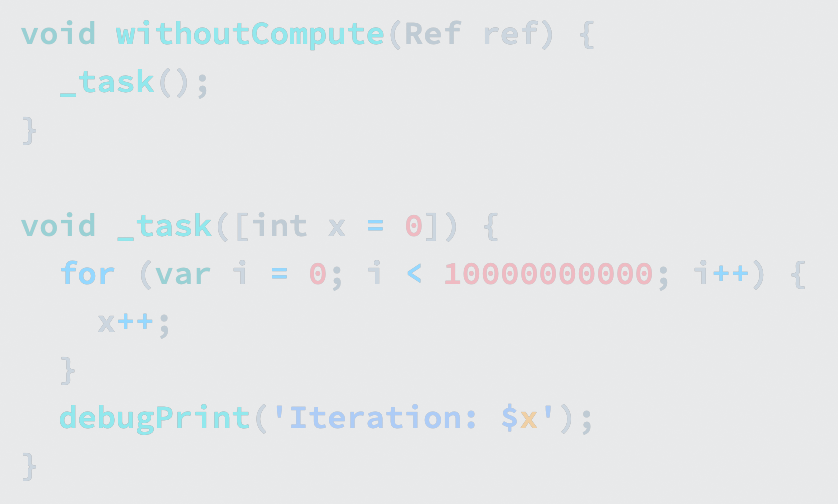 void withoutCompute(Ref ref) {
  _task();
}

void _task([int x = 0]) {
  for (var i = 0; i < 10000000000; i++) {
    x++;
  }
  debugPrint('Iteration: $x');
}